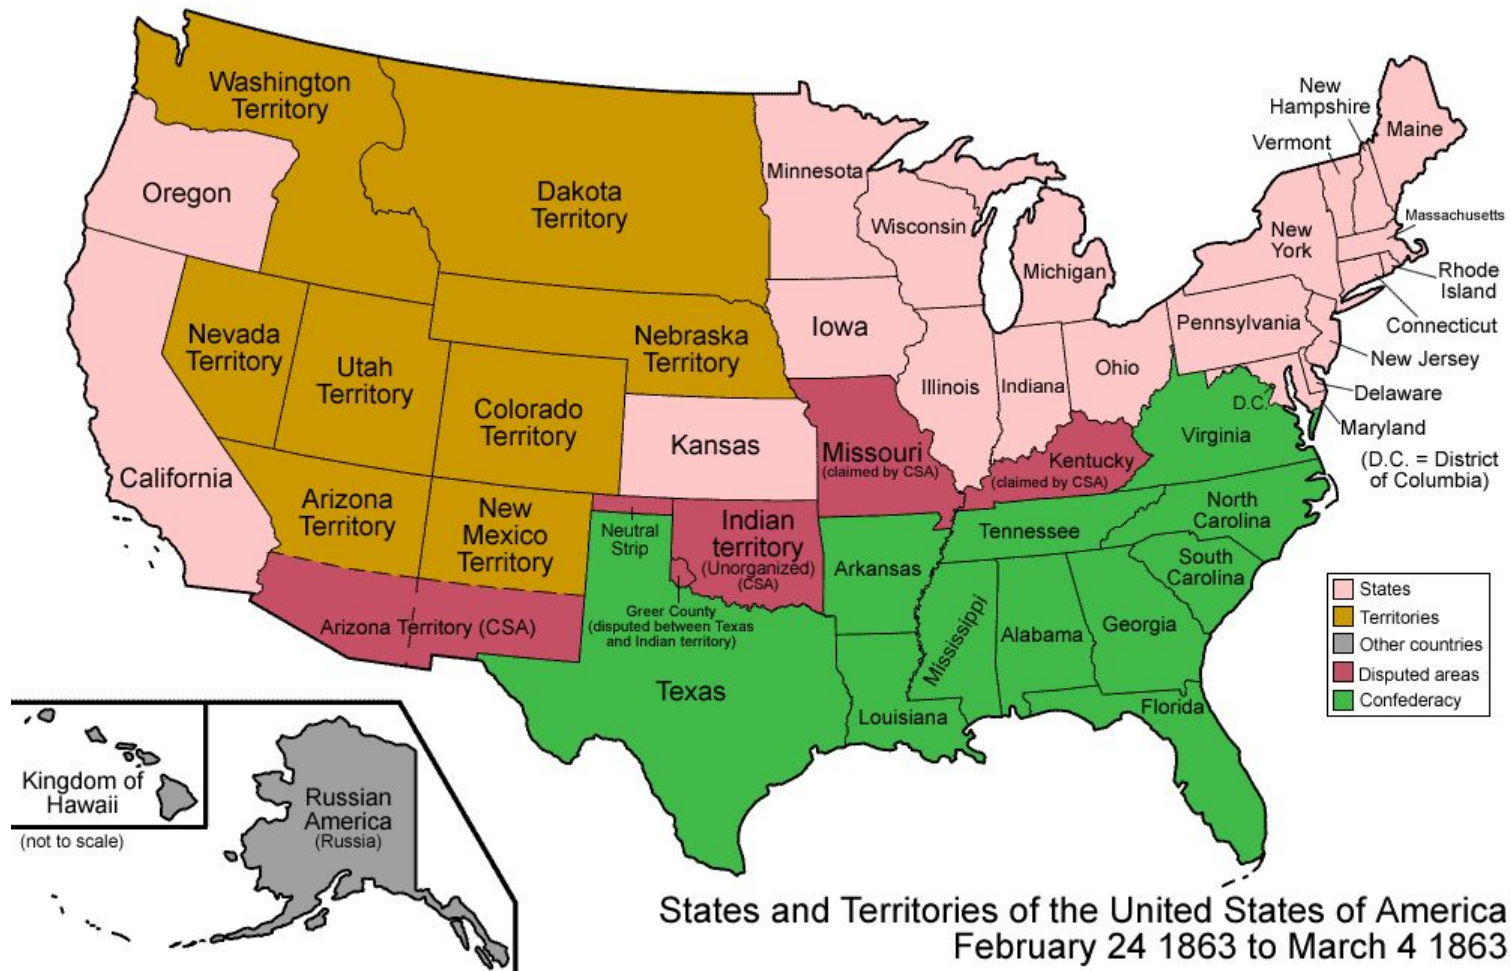 Washington
Territory
Oregon
Dakota
Territory
Minnesota
Wisconsin
Michigan
New
Hampshire
Vermont
Maine
Massachusetts
New
York
Rhode
Island
Connecticut
New Jersey
Pennsylvania
Delaware
Maryland
(D.C. = District
of Columbia)
Nevada
Territory
Utah
Territory
Nebraska
Territory
Iowa
Illinois
Indiana
Ohio
D.C.
Virginia
Colorado
Territory
Kansas
Missouri
(claimed by CSA)
Kentucky
(claimed by CSA)
California
Arizona
Territory
New
Mexico
Territory
Neutral
Strip
Indian
territory
(Unorganized)
(CSA)
Greer County
(disputed between Texas
and Indian territory)
Arkansas
Tennessee
North
Carolina
South
Carolina
Arizona Territory (CSA)
Texas
Louisiana
Mississippi
Alabama
Georgia
Florida
States
Territories
Other countries
Disputed areas
Confederacy
Kingdom of
Hawaii
(not to scale)
Russian
America
(Russia)
States and Territories of the United States of America
February 24 1863 to March 4 1863